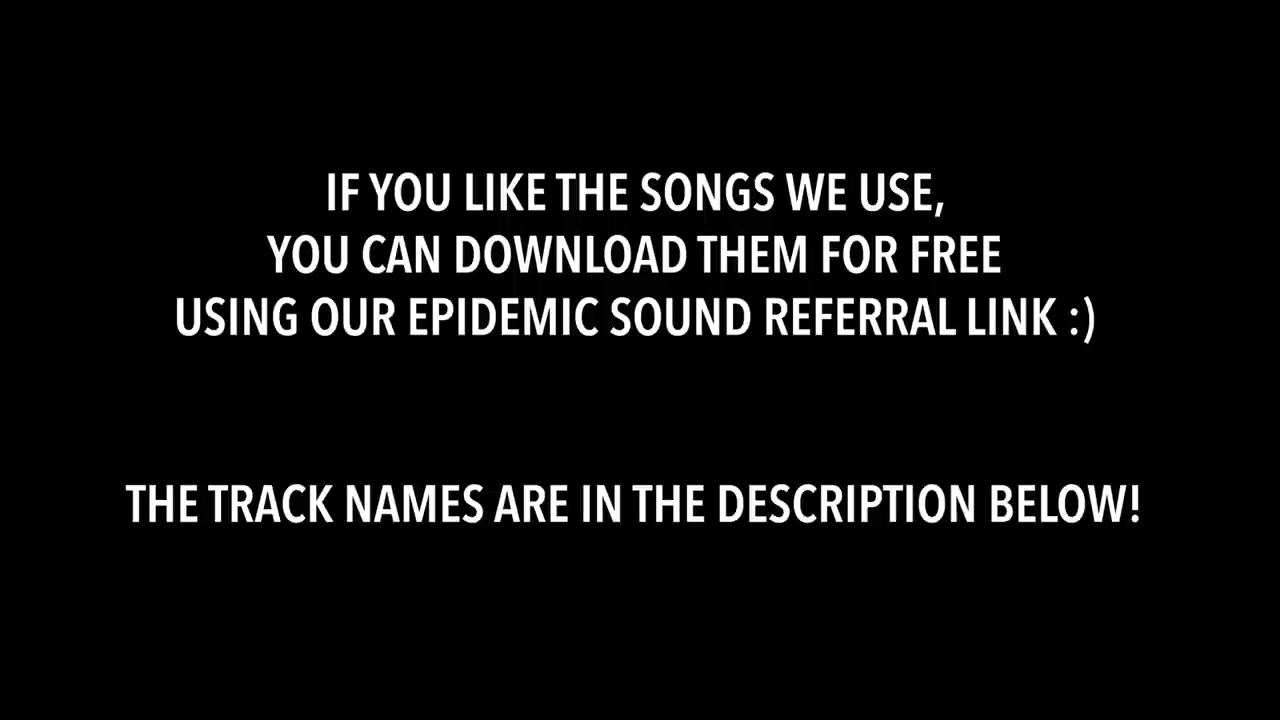 IF YOU LIKE THE SONGS WE USE,
YOU CAN DOWNLOAD THEM FOR FREE
USING OUR EPIDEMIC SOUND REFERRAL LINK :)
THE TRACK NAMES ARE IN THE DESCRIPTION BELOW!